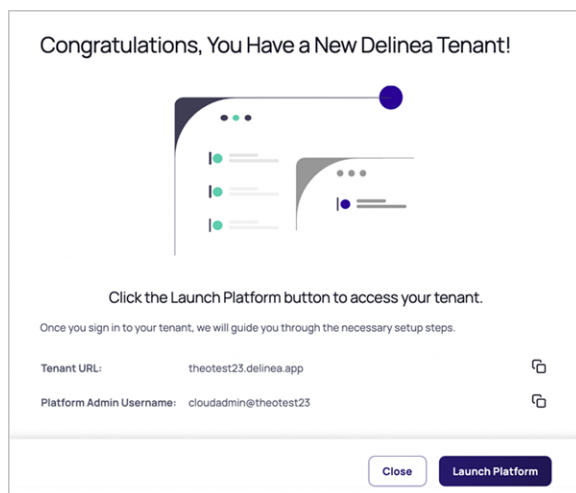 Congratulations, You Have a New Delinea Tenant!
Click the Launch Platform button to access your tenant.
Once you sign in to your tenant, we will guide you through the necessary setup steps.
Tenant URL: theotest23.delinea.app
Platform Admin Username: cloudadmin@theotest23
Close Launch Platform